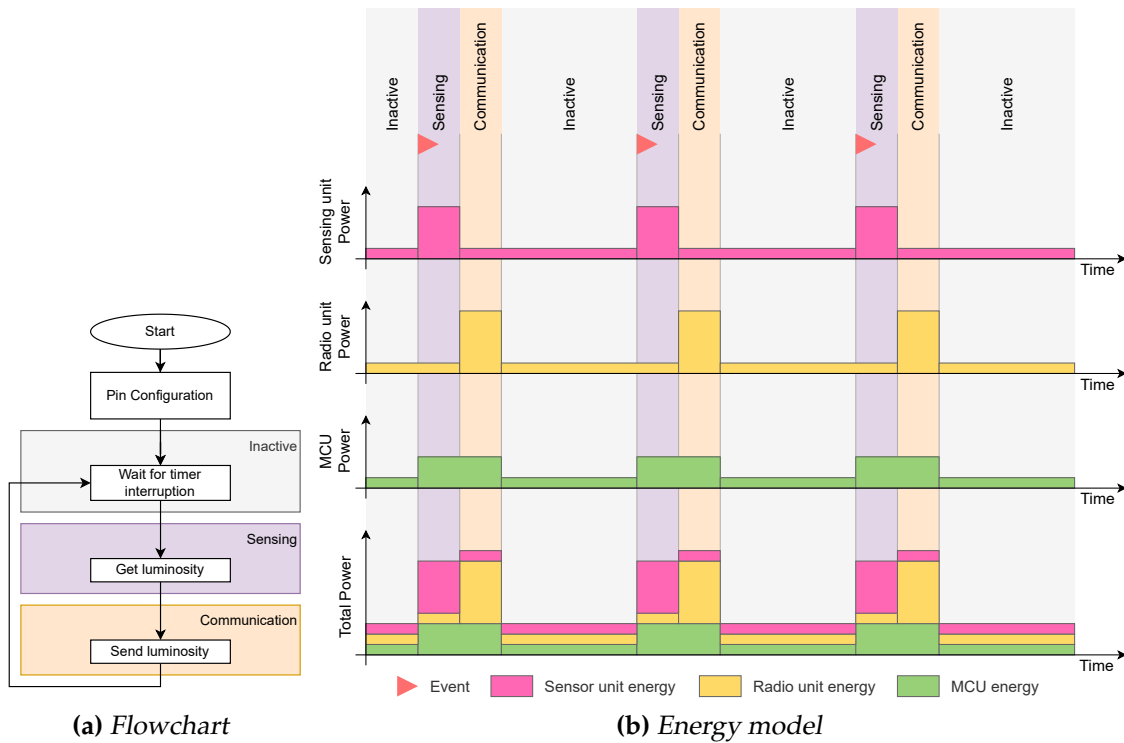 Start
Pin Configuration
Inactive
Wait for timer
interruption
Sensing
Get luminosity
Communication
Send luminosity
(a) Flowchart
Inactive
Sensing
Communication
Inactive
Sensing
Communication
Inactive
Sensing
Communication
Inactive
Sensing unit
Power
Time
Radio unit
Power
Time
MCU
Power
Time
Total Power
Time
Event
Sensor unit energy
Radio unit energy
MCU energy
(b) Energy model